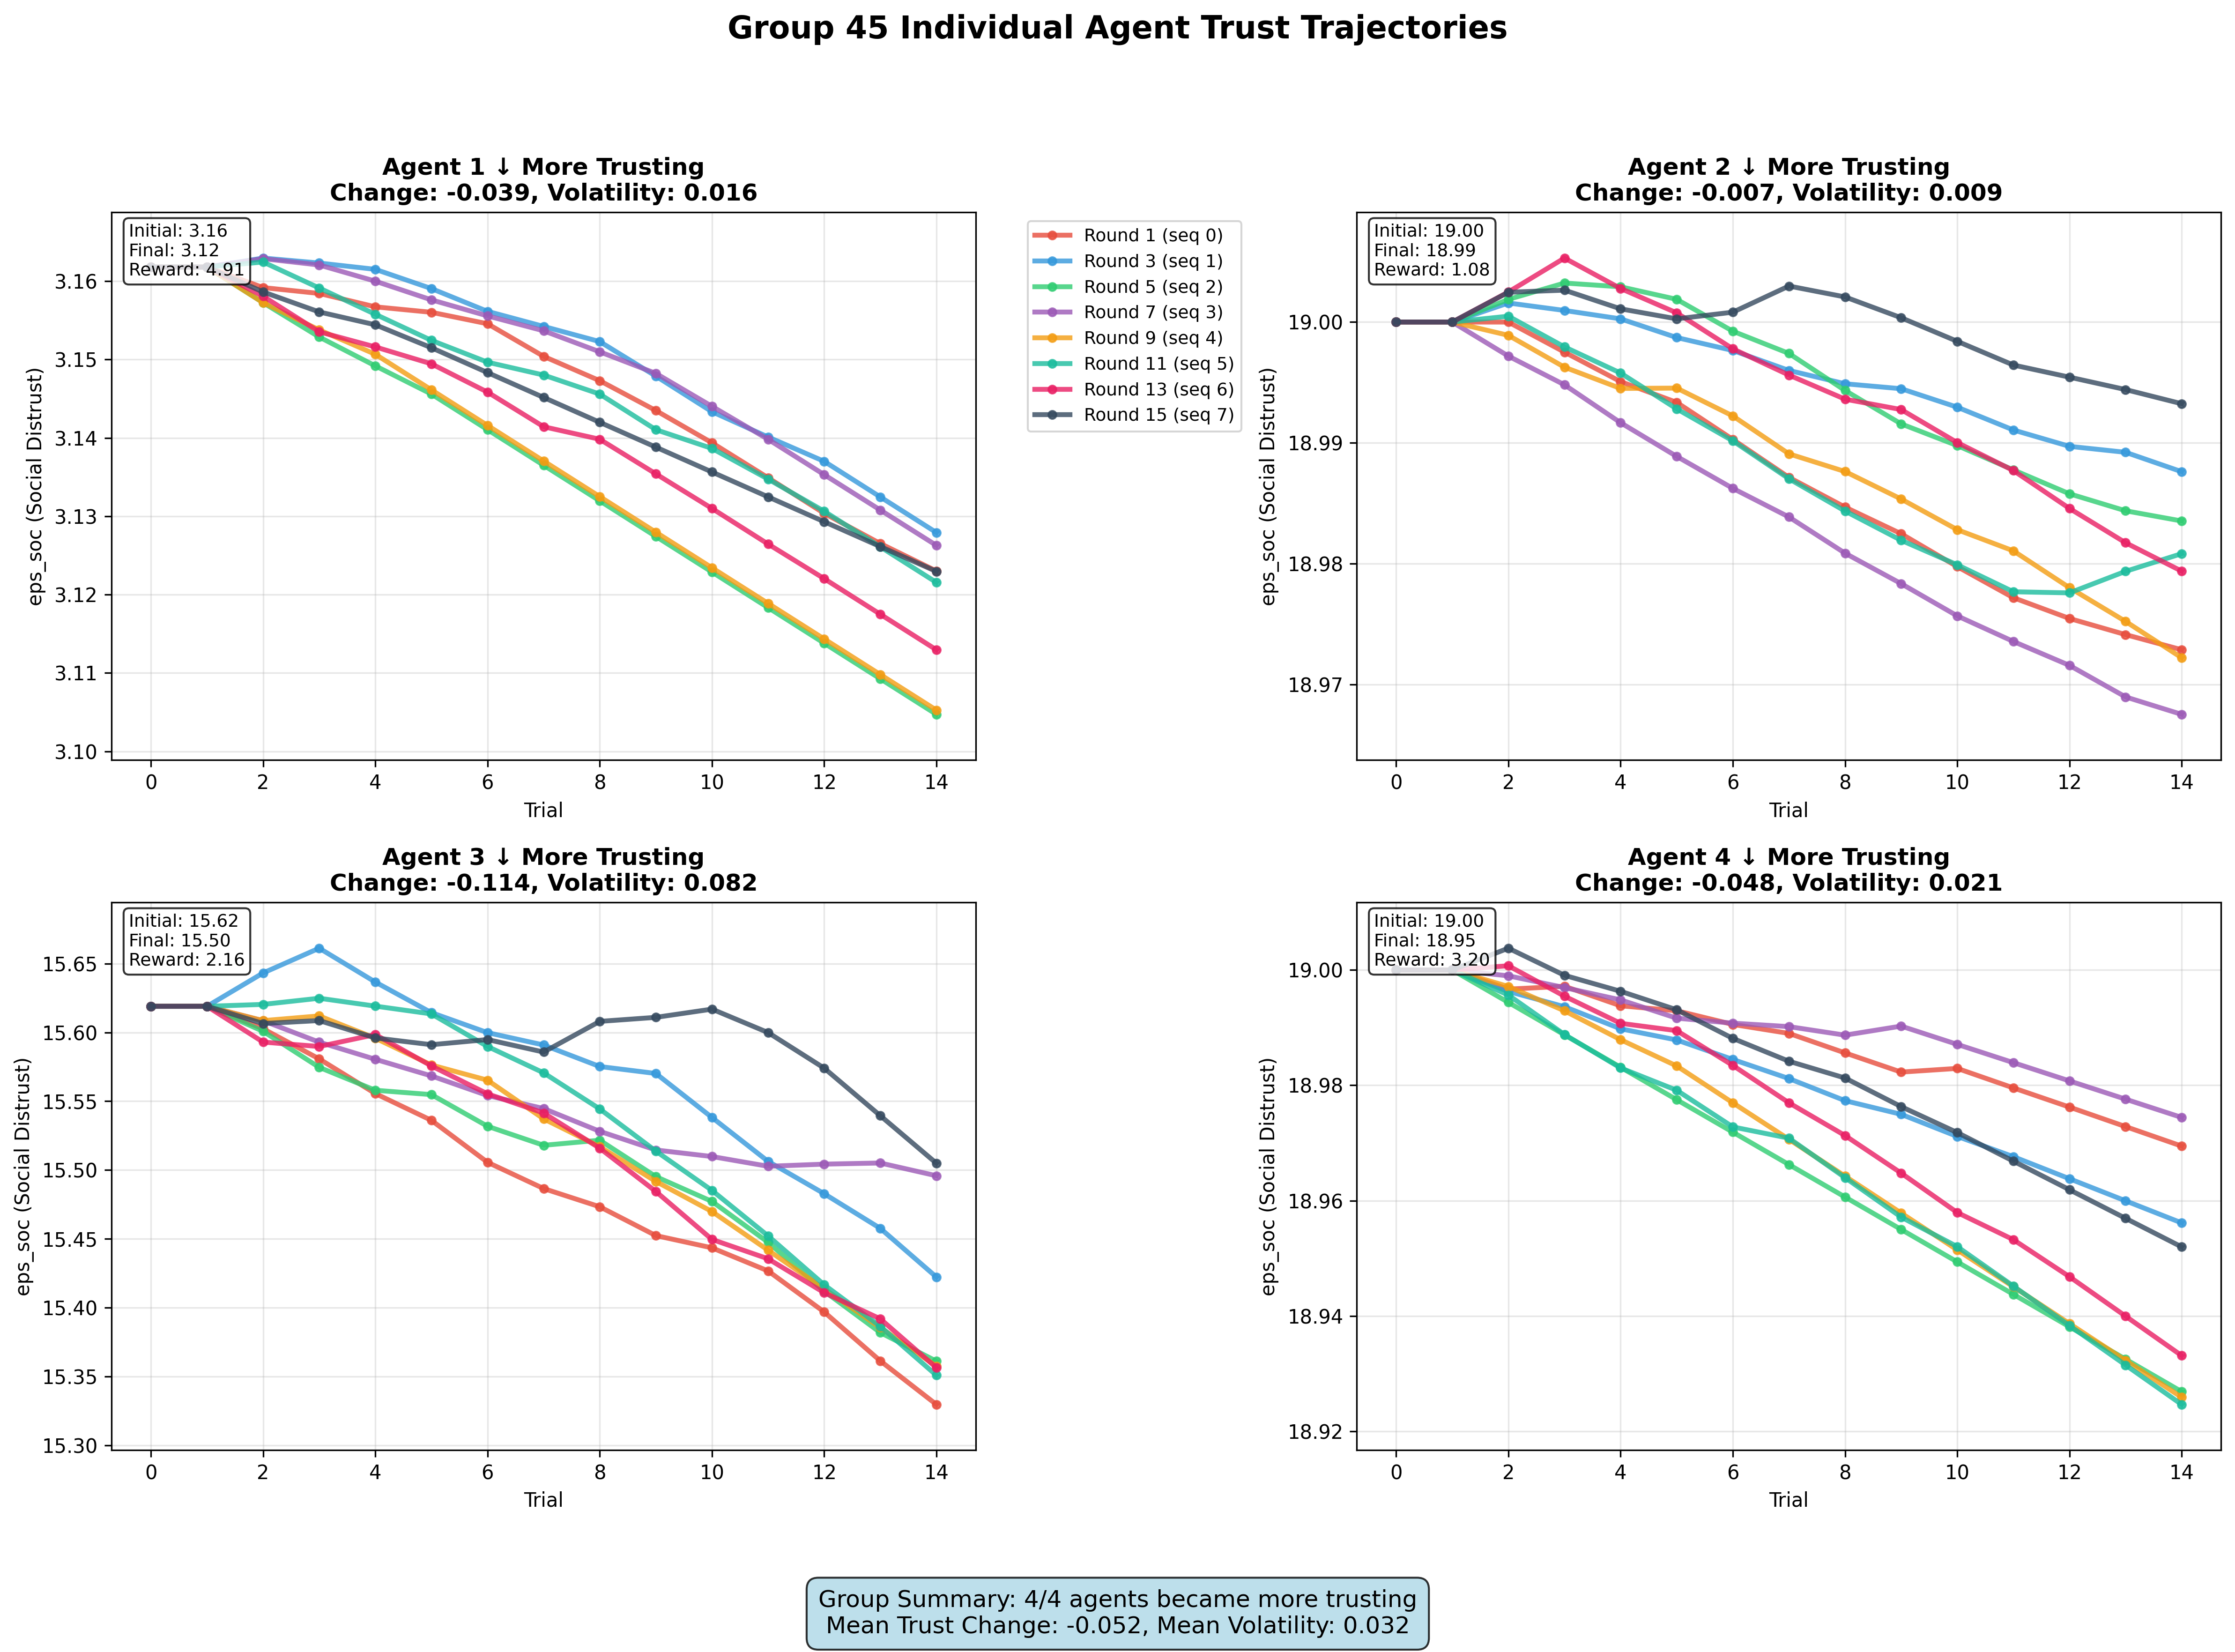 Group 45 Individual Agent Trust Trajectories
Agent 1 ↓ More Trusting
Change: -0.039, Volatility: 0.016
Initial: 3.16
Final: 3.12
Reward: 4.91
3.16
3.15
3.14
3.13
3.12
3.11
3.10
eps_soc (Social Distrust)
0 2 4 6 8 10 12 14
Trial
Round 1 (seq 0)
Round 3 (seq 1)
Round 5 (seq 2)
Round 7 (seq 3)
Round 9 (seq 4)
Round 11 (seq 5)
Round 13 (seq 6)
Round 15 (seq 7)
Agent 2 ↓ More Trusting
Change: -0.007, Volatility: 0.009
Initial: 19.00
Final: 18.99
Reward: 1.08
19.00
18.99
18.98
18.97
eps_soc (Social Distrust)
0 2 4 6 8 10 12 14
Trial
Agent 3 ↓ More Trusting
Change: -0.114, Volatility: 0.082
Initial: 15.62
Final: 15.50
Reward: 2.16
15.65
15.60
15.55
15.50
15.45
15.40
15.35
15.30
eps_soc (Social Distrust)
0 2 4 6 8 10 12 14
Trial
Agent 4 ↓ More Trusting
Change: -0.048, Volatility: 0.021
Initial: 19.00
Final: 18.95
Reward: 3.20
19.00
18.98
18.96
18.94
18.92
eps_soc (Social Distrust)
0 2 4 6 8 10 12 14
Trial
Group Summary: 4/4 agents became more trusting
Mean Trust Change: -0.052, Mean Volatility: 0.032